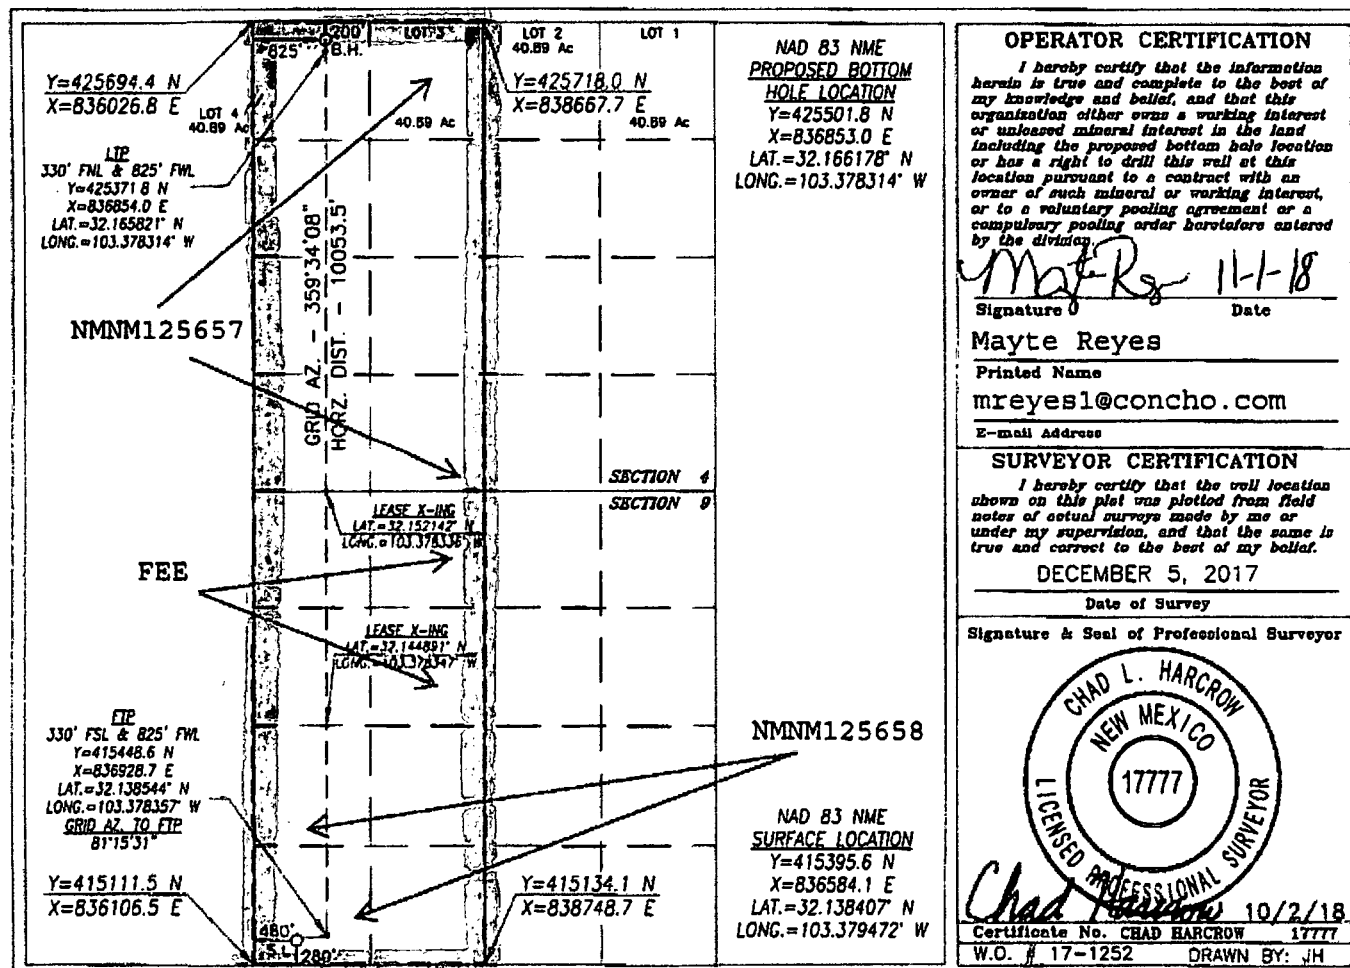 200'
825'
B.H.
LOT 3
LOT 2
40.89 Ac
LOT 1
Y=425694.4 N
X=836026.8 E
Y=425718.0 N
X=838667.7 E
LOT 4
40.89 Ac
40.89 Ac
40.89 Ac
LTP
330' FNL & 825' FWL
Y=425371.8 N
X=836854.0 E
LAT.=32.165821° N
LONG.=103.378314° W
GRID AZ. - 359°34'08"
HORZ. DIST. - 10053.5'
NMNM125657
SECTION 4
SECTION 9
LEASE X-ING
LAT.=32.152142° N
LONG.=103.378336° W
FEE
LEASE X-ING
LAT.=32.144891° N
LONG.=103.378347° W
FTP
330' FSL & 825' FWL
Y=415448.6 N
X=836928.7 E
LAT.=32.138544° N
LONG.=103.378357° W
GRID AZ. TO FTP
81°15'31"
NMNM125658
Y=415111.5 N
X=836106.5 E
Y=415134.1 N
X=838748.7 E
480'
S.L.
280'
NAD 83 NME
PROPOSED BOTTOM
HOLE LOCATION
Y=425501.8 N
X=836853.0 E
LAT.=32.166178° N
LONG.=103.378314° W
NAD 83 NME
SURFACE LOCATION
Y=415395.6 N
X=836584.1 E
LAT.=32.138407° N
LONG.=103.379472° W
OPERATOR CERTIFICATION
I hereby certify that the information
herein is true and complete to the best of
my knowledge and belief, and that this
organization either owns a working interest
or unleased mineral interest in the land
including the proposed bottom hole location
or has a right to drill this well at this
location pursuant to a contract with an
owner of such mineral or working interest,
or to a voluntary pooling agreement or a
compulsory pooling order heretofore entered
by the division.
11-1-18
Signature Date
Mayte Reyes
Printed Name
mreyes1@concho.com
E-mail Address
SURVEYOR CERTIFICATION
I hereby certify that the well location
shown on this plat was plotted from field
notes of actual surveys made by me or
under my supervision, and that the same is
true and correct to the best of my belief.
DECEMBER 5, 2017
Date of Survey
Signature & Seal of Professional Surveyor
CHAD L. HARCROW
NEW MEXICO
17777
LICENSED PROFESSIONAL SURVEYOR
Chad Harcrow 10/2/18
Certificate No. CHAD HARCROW 17777
W.O. # 17-1252 DRAWN BY: JH